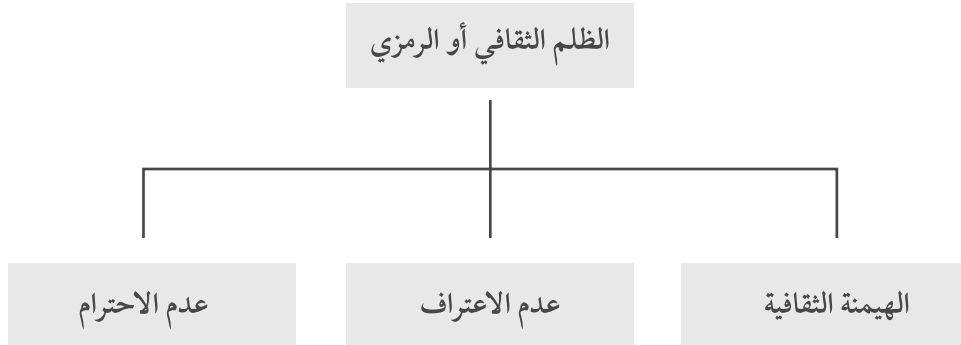 الظلم الثقافي أو الرمزي
الهيمنة الثقافية
عدم الاعتراف
عدم الاحترام